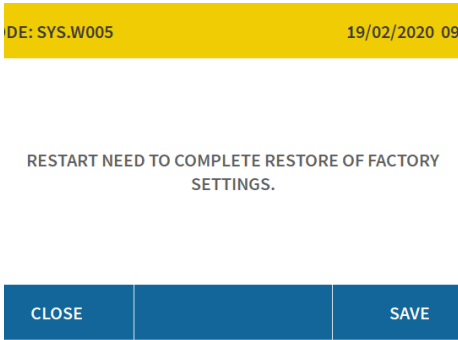 DE: SYS.W005 19/02/2020 09
RESTART NEED TO COMPLETE RESTORE OF FACTORY
SETTINGS.
CLOSE SAVE